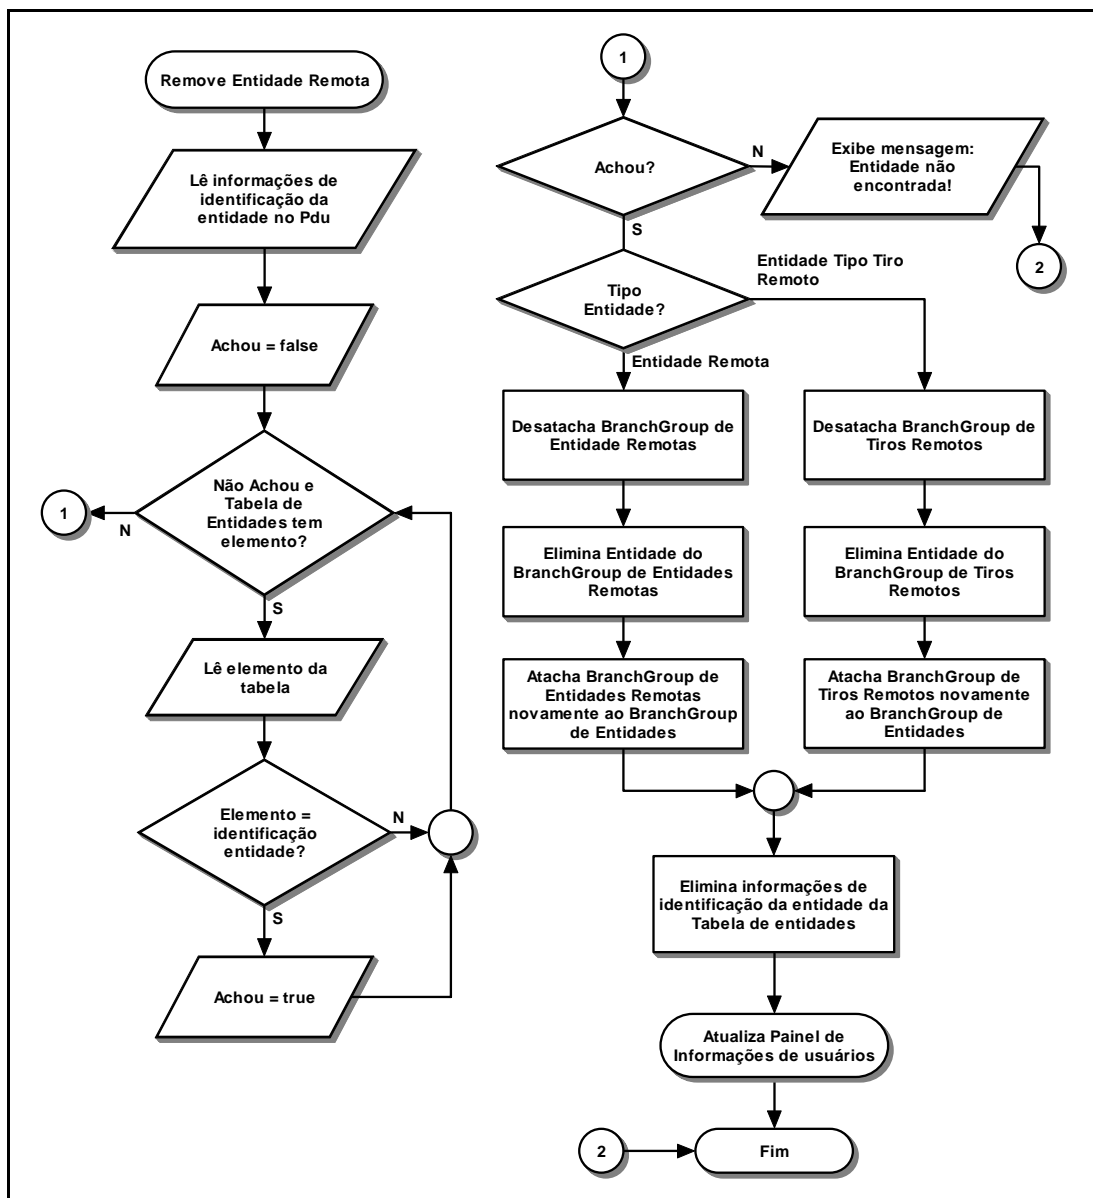 Remove Entidade Remota
Lê informações de
identificação da
entidade no Pdu
Achou = false
Não Achou e
Tabela de
Entidades tem
elemento?
1
N
S
Lê elemento da
tabela
Elemento =
identificação
entidade?
N
S
Achou = true
1
Achou?
N
Exibe mensagem:
Entidade não
encontrada!
2
S
Tipo
Entidade?
Entidade Tipo Tiro
Remoto
Entidade Remota
Desatacha BranchGroup de
Entidade Remotas
Desatacha BranchGroup de
Tiros Remotos
Elimina Entidade do
BranchGroup de Entidades
Remotas
Elimina Entidade do
BranchGroup de Tiros
Remotos
Atacha BranchGroup de
Entidades Remotas
novamente ao BranchGroup
de Entidades
Atacha BranchGroup de
Tiros Remotos novamente
ao BranchGroup de
Entidades
Elimina informações de
identificação da entidade da
Tabela de entidades
Atualiza Painel de
Informações de usuários
2
Fim